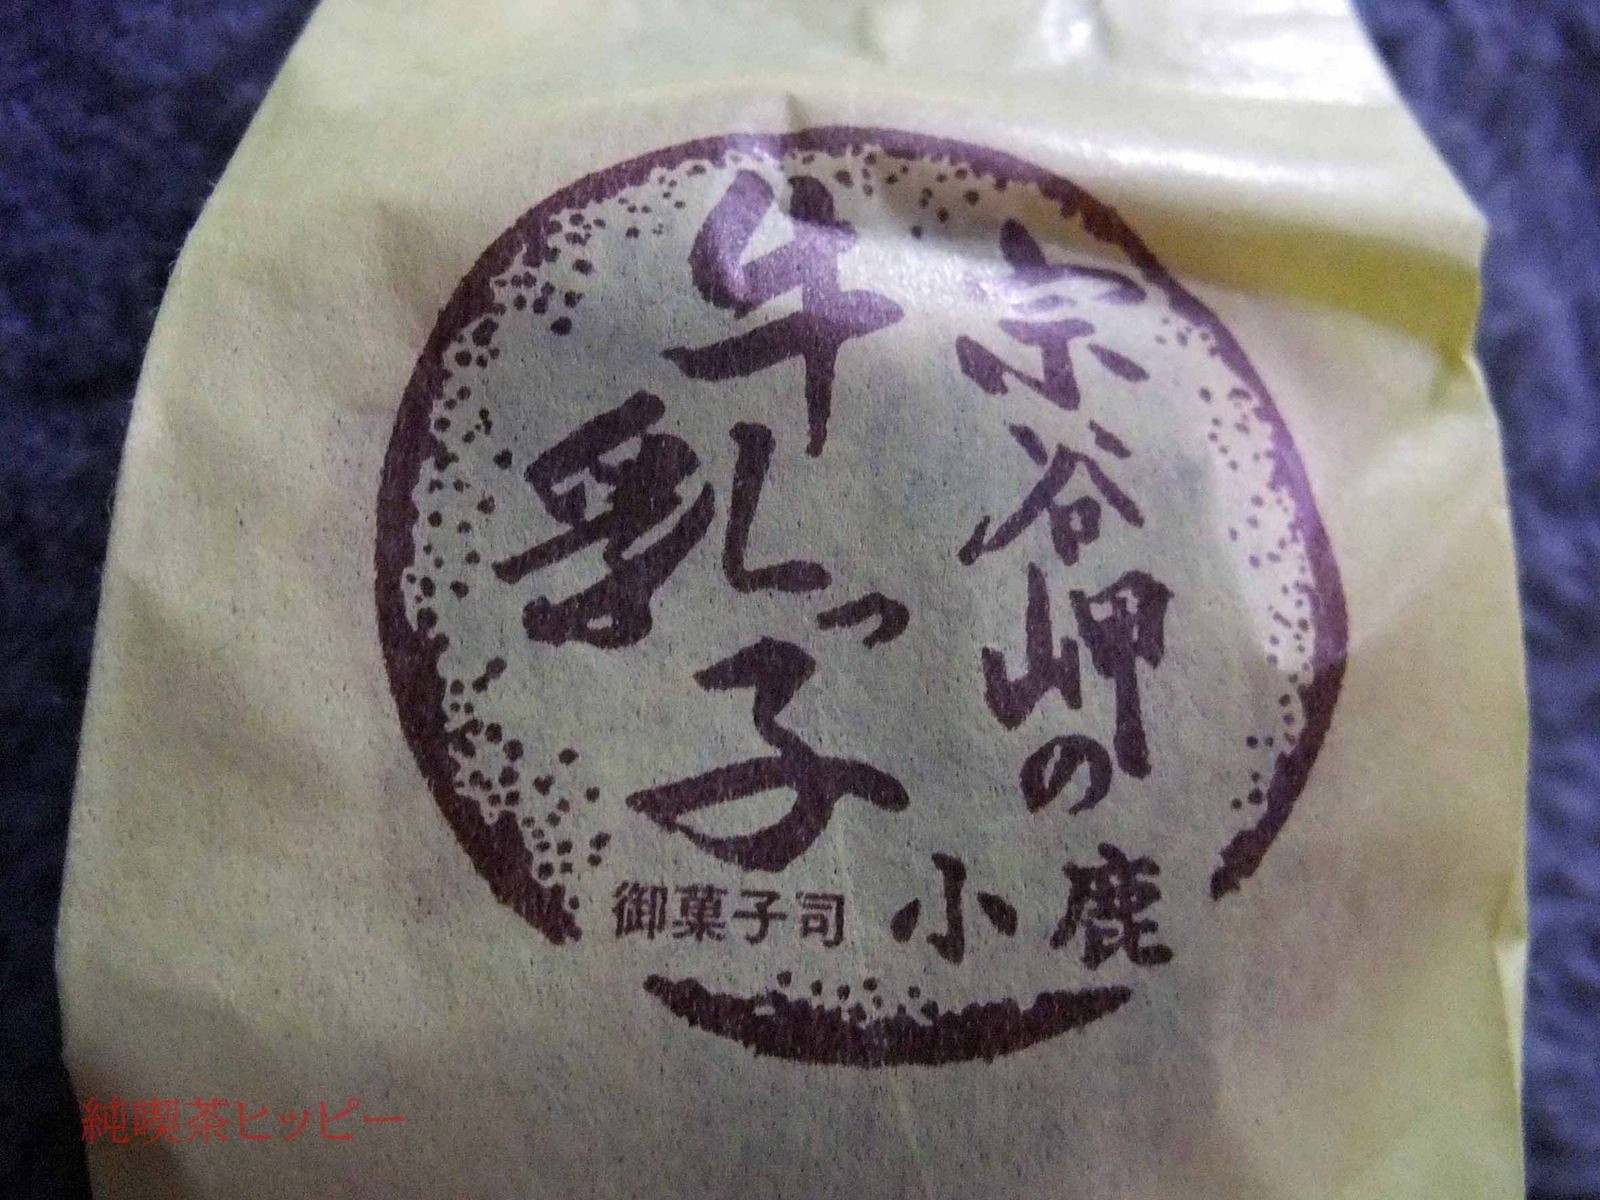 宗谷岬の
牛乳っ子
御菓子司 小鹿
純喫茶ヒッピー